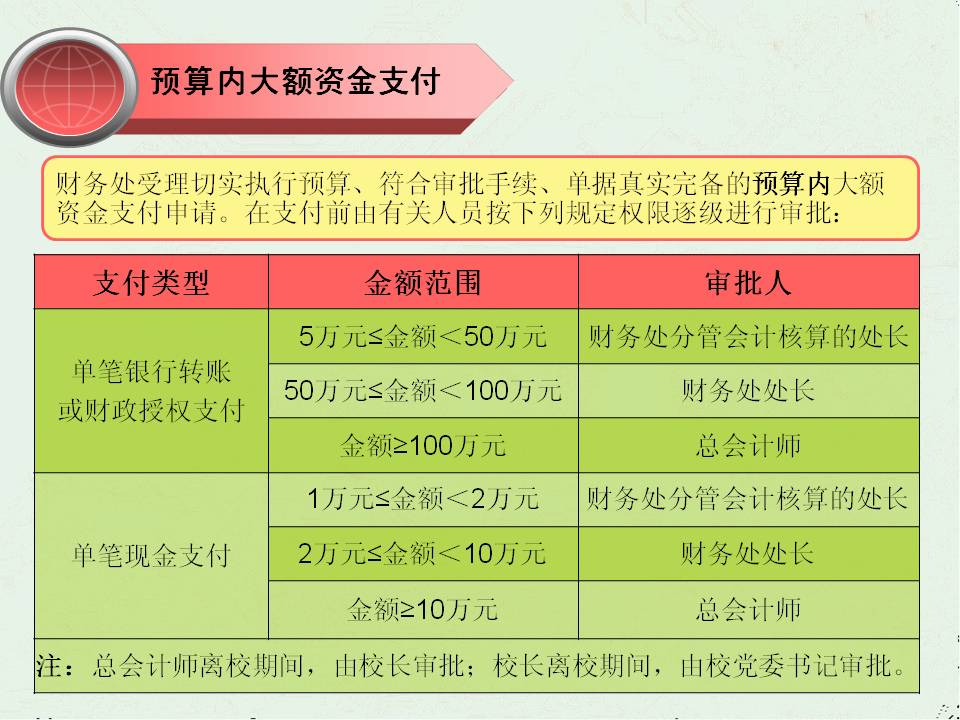 预算内大额资金支付
财务处受理切实执行预算、符合审批手续、单据真实完备的预算内大额
资金支付申请。在支付前由有关人员按下列规定权限逐级进行审批：
支付类型 金额范围 审批人
单笔银行转账
或财政授权支付
5万元≤金额＜50万元 财务处分管会计核算的处长
50万元≤金额＜100万元 财务处处长
金额≥100万元 总会计师
单笔现金支付
1万元≤金额＜2万元 财务处分管会计核算的处长
2万元≤金额＜10万元 财务处处长
金额≥10万元 总会计师
注：总会计师离校期间，由校长审批；校长离校期间，由校党委书记审批。